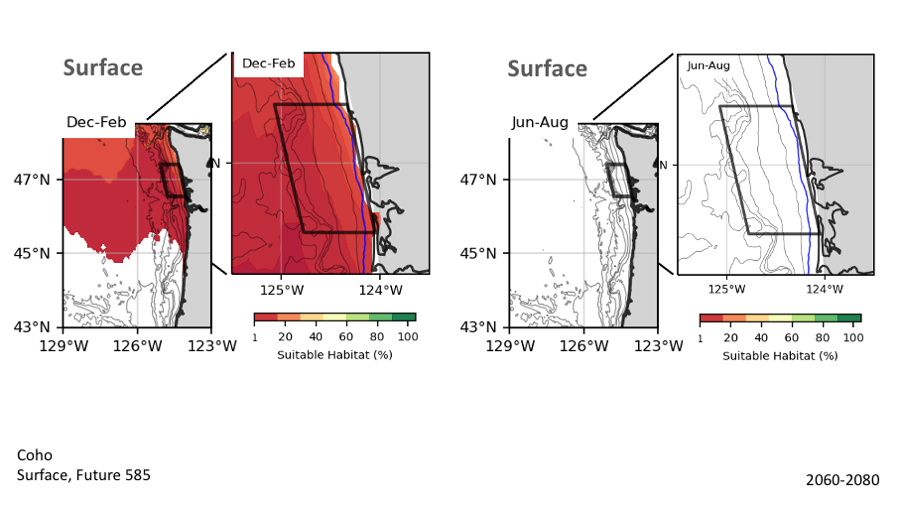 Surface
Dec-Feb
Dec-Feb
47°N
45°N
43°N
129°W 126°W 123°W
N
125°W 124°W
1 20 40 60 80 100
Suitable Habitat (%)
Surface
Jun-Aug
Jun-Aug
47°N
45°N
43°N
129°W 126°W 123°W
N
125°W 124°W
1 20 40 60 80 100
Suitable Habitat (%)
Coho
Surface, Future 585
2060-2080